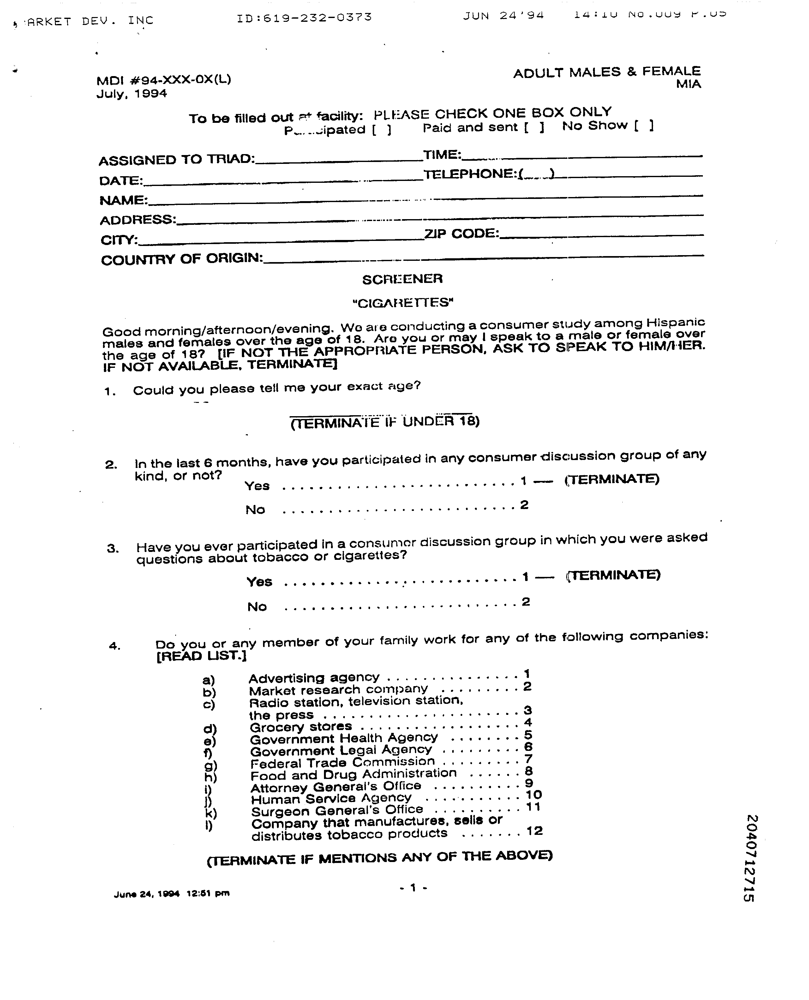 ARKET DEV. INC ID:619-232-0373 JUN 24'94 14:10 No.009 P.05
MDI #94-XXX-0X(L) ADULT MALES & FEMALE
July, 1994 MIA
To be filled out at facility: PLEASE CHECK ONE BOX ONLY
[ ] Paid and sent [ ] No Show [ ]
ASSIGNED TO TRIAD: TIME:
DATE: TELEPHONE:( )
NAME:
ADDRESS:
CITY: ZIP CODE:
COUNTRY OF ORIGIN:
SCREENER
"CIGARETTES"
Good morning/afternoon/evening. We are conducting a consumer study among Hispanic
males and females over the age of 18. Are you or may I speak to a male or female over
the age of 18? [IF NOT THE APPROPRIATE PERSON, ASK TO SPEAK TO HIM/HER.
IF NOT AVAILABLE, TERMINATE]
1. Could you please tell me your exact age?
(TERMINATE IF UNDER 18)
2. In the last 6 months, have you participated in any consumer discussion group of any
kind, or not?
Yes .......................... 1 — (TERMINATE)
No .......................... 2
3. Have you ever participated in a consumer discussion group in which you were asked
questions about tobacco or cigarettes?
Yes .......................... 1 — (TERMINATE)
No .......................... 2
4. Do you or any member of your family work for any of the following companies:
[READ LIST.]
a) Advertising agency ............... 1
b) Market research company ......... 2
c) Radio station, television station,
the press ...................... 3
d) Grocery stores .................. 4
e) Government Health Agency ........ 5
f) Government Legal Agency ......... 6
g) Federal Trade Commission ......... 7
h) Food and Drug Administration ...... 8
i) Attorney General's Office .......... 9
j) Human Service Agency ........... 10
k) Surgeon General's Office .......... 11
l) Company that manufactures, sells or
distributes tobacco products ....... 12
(TERMINATE IF MENTIONS ANY OF THE ABOVE)
June 24, 1994 12:51 pm - 1 -
2040712715